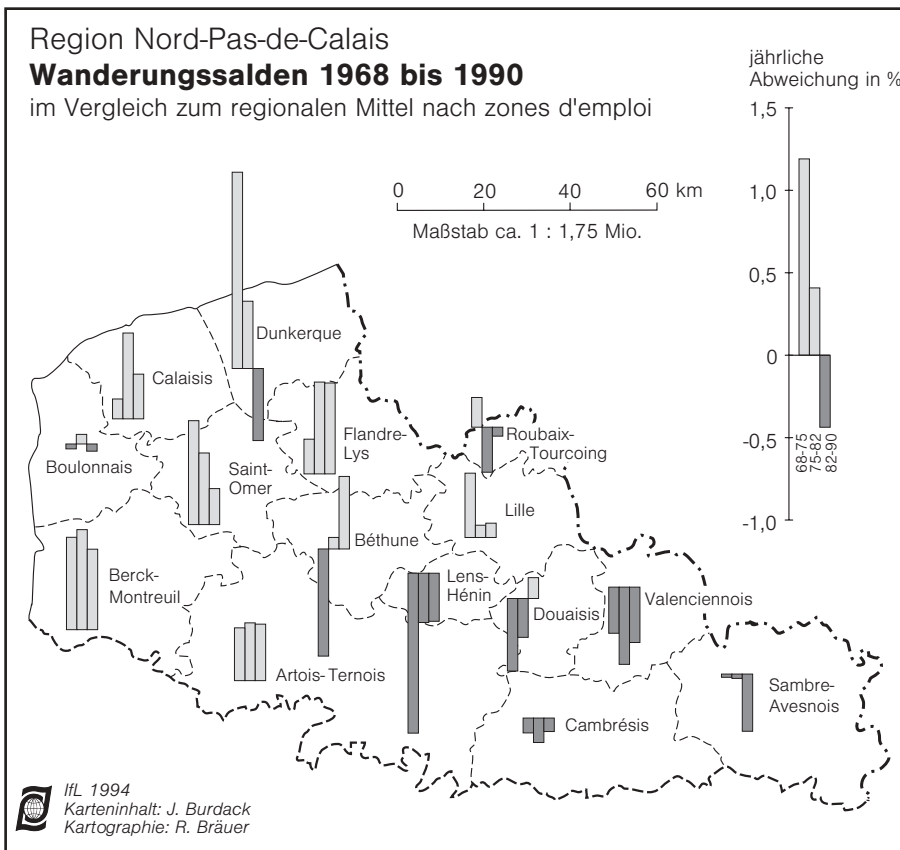 Region Nord-Pas-de-Calais
Wanderungssalden 1968 bis 1990
im Vergleich zum regionalen Mittel nach zones d'emploi
jährliche
Abweichung in %
1,5
1,0
0,5
0
-0,5
-1,0
68-75
75-82
82-90
0 20 40 60 km
Maßstab ca. 1 : 1,75 Mio.
Dunkerque
Calaisis
Boulonnais
Saint-
Omer
Flandre-
Lys
Roubaix-
Tourcoing
Lille
Béthune
Berck-
Montreuil
Lens-
Hénin
Douaisis
Valenciennois
Artois-Ternois
Cambrésis
Sambre-
Avesnois
IfL 1994
Karteninhalt: J. Burdack
Kartographie: R. Bräuer